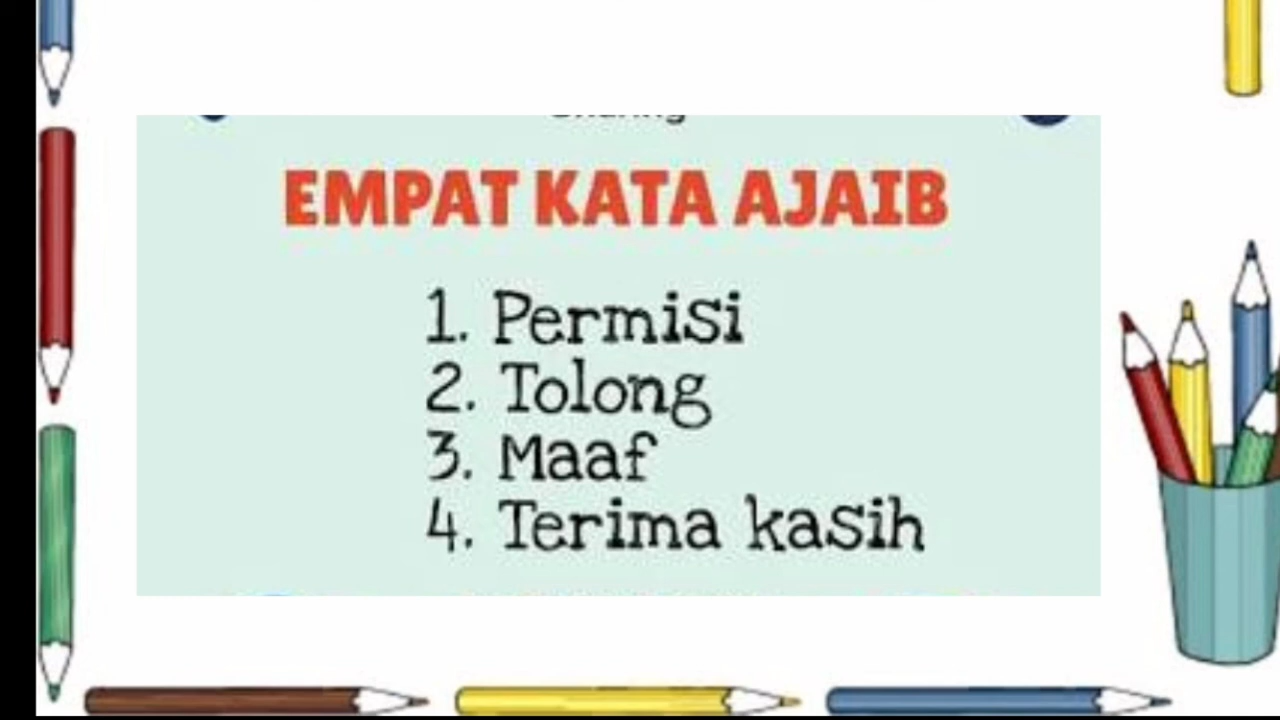 EMPAT KATA AJAIB
1. Permisi
2. Tolong
3. Maaf
4. Terima kasih